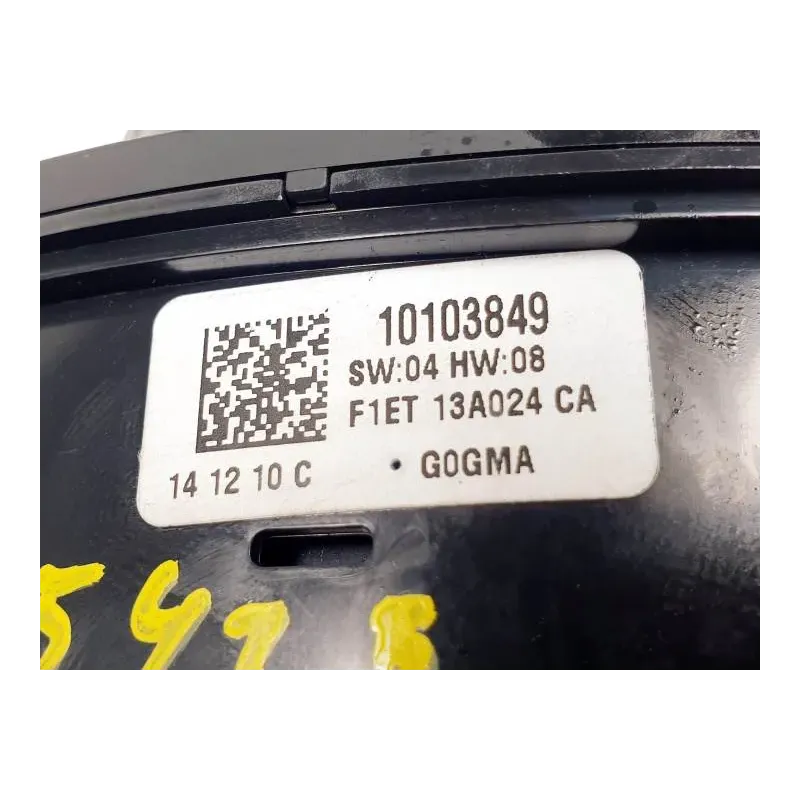 10103849
SW:04 HW:08
F1ET 13A024 CA
14 12 10 C • G0GMA